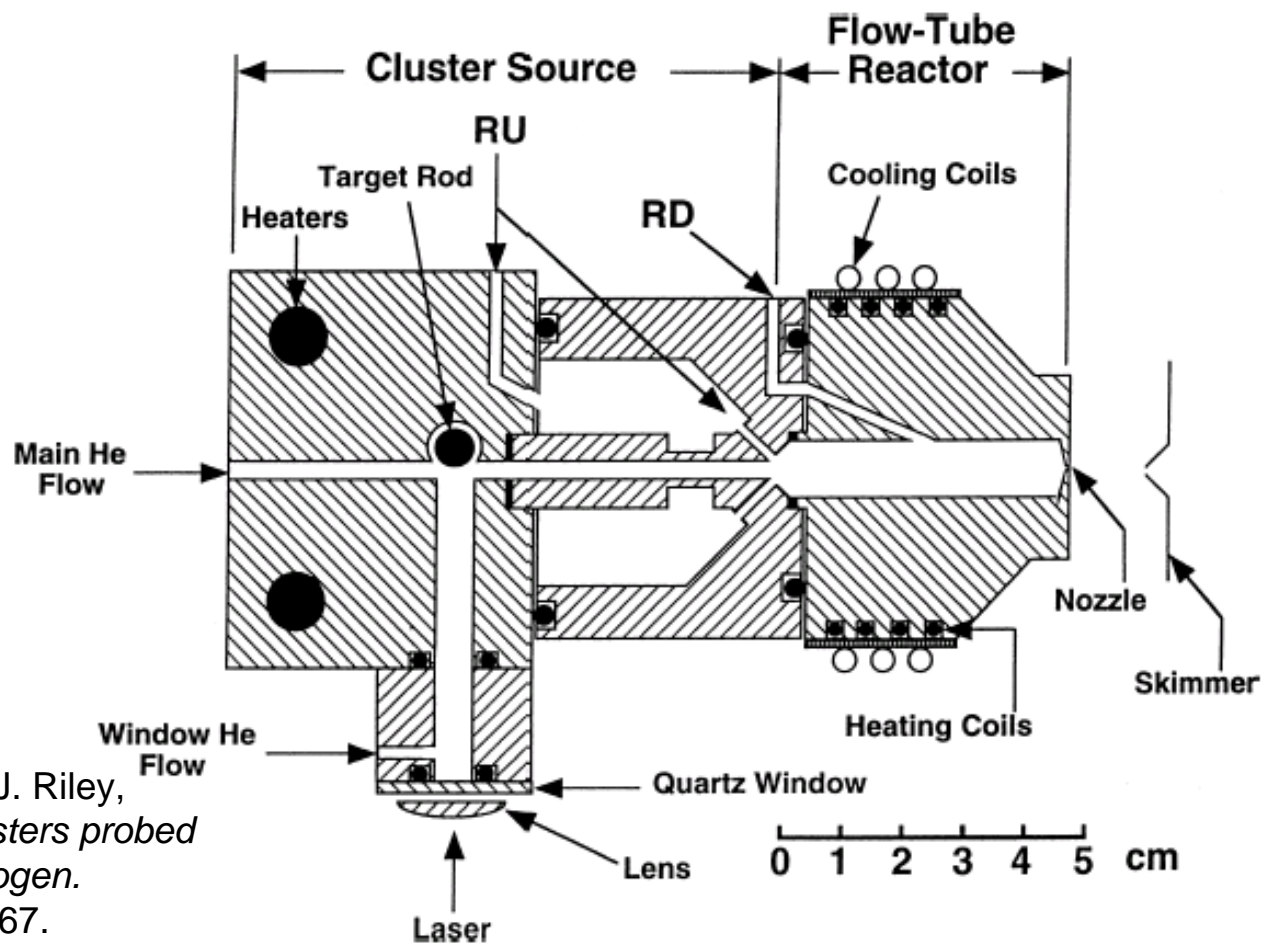 Flow-Tube
Cluster Source
Reactor
RU
Target Rod
Cooling Coils
Heaters
RD
Main He
Flow
Nozzle
Skimmer
Heating Coils
Window He
Flow
J. Riley,
Quartz Window
sters probed
ogen.
Lens
0 1 2 3 4 5 cm
67.
Laser